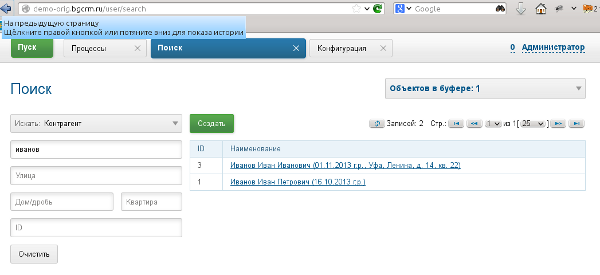 demo-orig.bgcrm.ru/user/search
Google
2
На предыдущую страницу
Щёлкните правой кнопкой или потяните вниз для показа истории
Пуск
Процессы
Поиск
Конфигурация
0 Администратор
Поиск
Объектов в буфере: 1
Искать: Контрагент
Создать
Записей: 2 Стр.: 1 из 1[ 25 ]
иванов
ID Наименование
3 Иванов Иван Иванович (01.11.2013 г.р., Уфа, Ленина, д. 14, кв. 22)
Улица
1 Иванов Иван Петрович (16.10.2013 г.р.)
Дом/дробь
Квартира
ID
Очистить